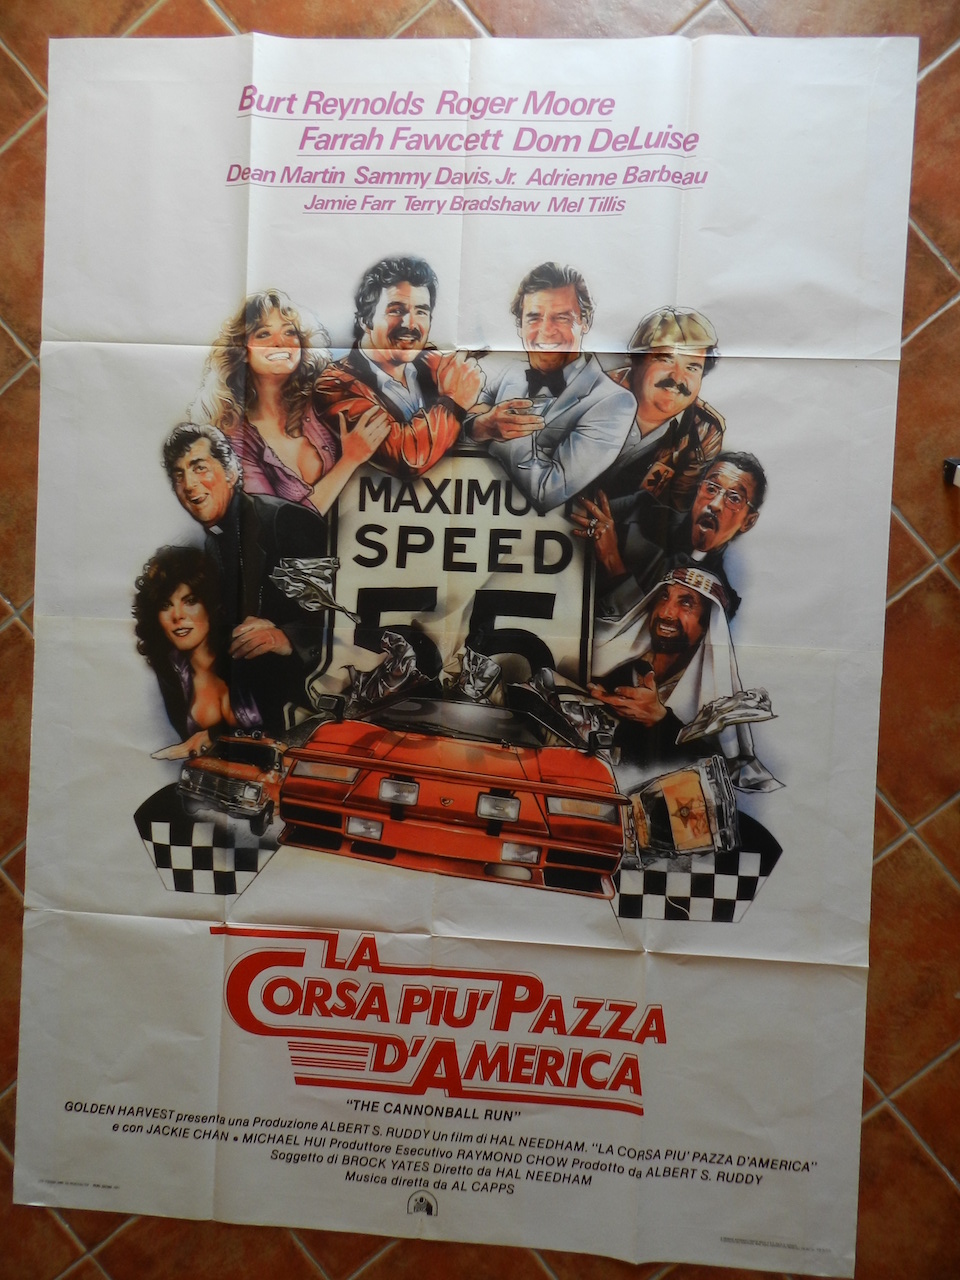 Burt Reynolds Roger Moore
Farrah Fawcett Dom DeLuise
Dean Martin Sammy Davis, Jr. Adrienne Barbeau
Jamie Farr Terry Bradshaw Mel Tillis
MAXIMU
SPEED
55
LA
CORSA PIU' PAZZA
D'AMERICA
"THE CANNONBALL RUN"
GOLDEN HARVEST presenta una Produzione ALBERT S. RUDDY Un film di HAL NEEDHAM. "LA CORSA PIU' PAZZA D'AMERICA"
e con JACKIE CHAN • MICHAEL HUI Produttore Esecutivo RAYMOND CHOW Prodotto da ALBERT S. RUDDY
Soggetto di BROCK YATES Diretto da HAL NEEDHAM
Musica diretta da AL CAPPS